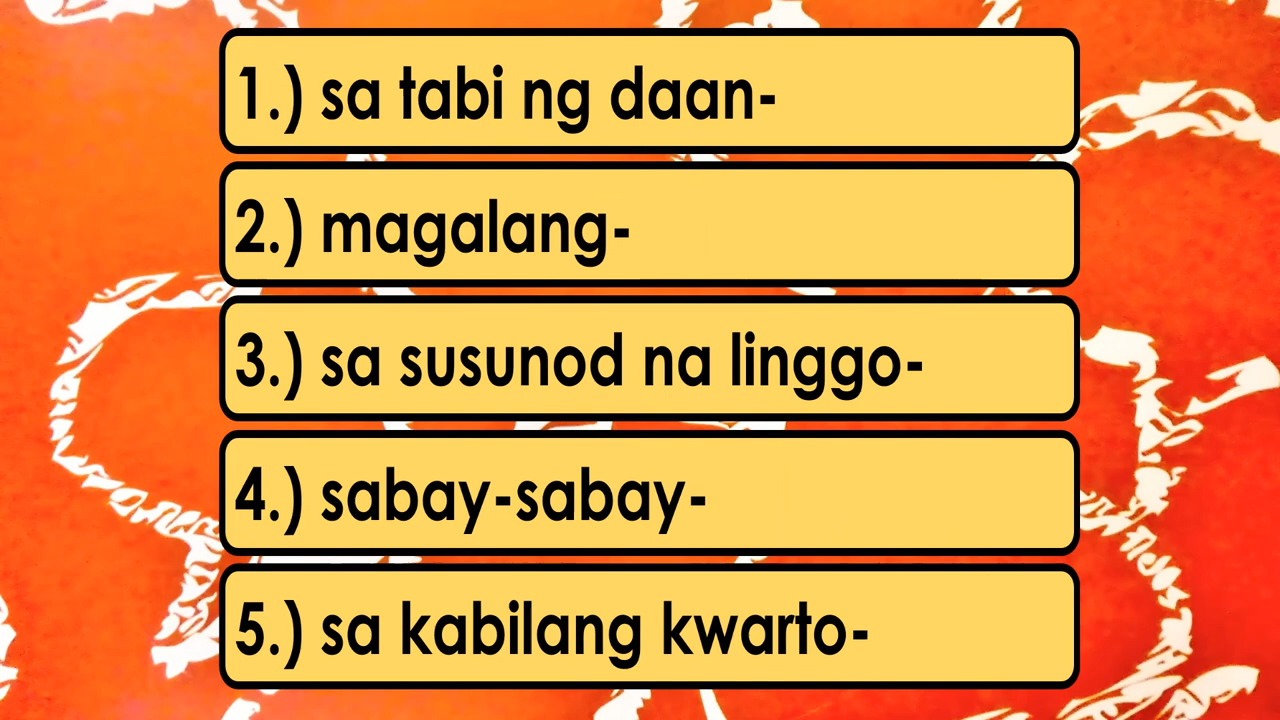 1.) sa tabi ng daan-
2.) magalang-
3.) sa susunod na linggo-
4.) sabay-sabay-
5.) sa kabilang kwarto-